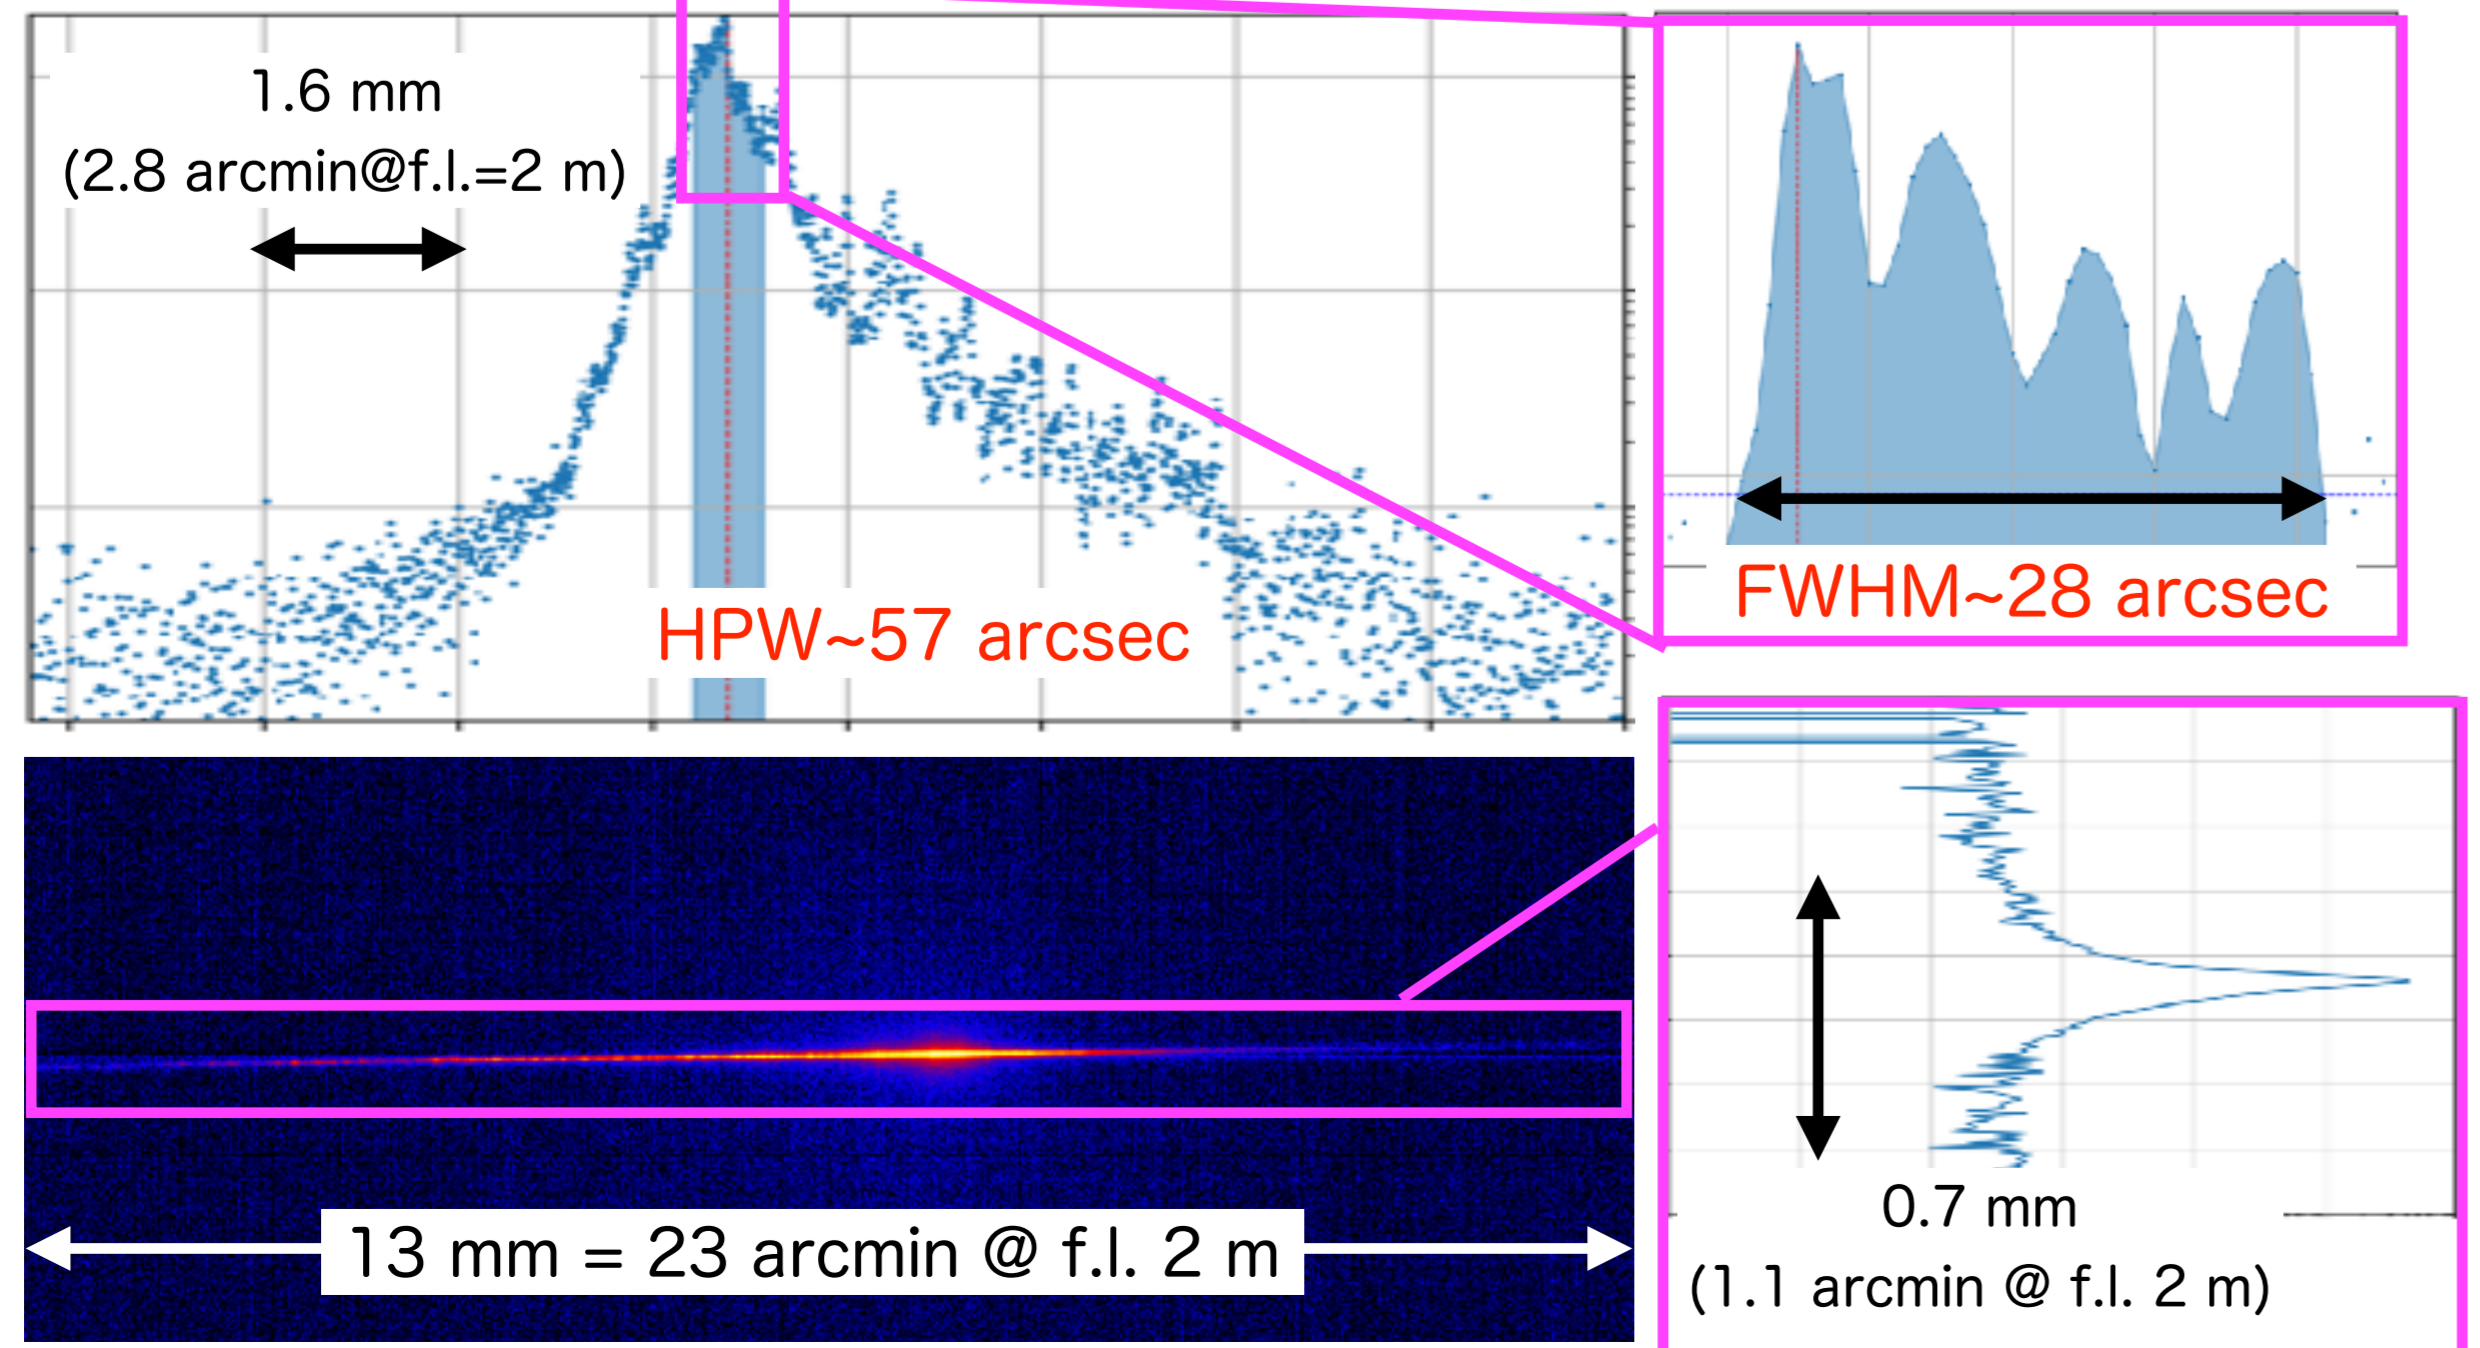 1.6 mm
(2.8 arcmin@f.l.=2 m)
HPW~57 arcsec
FWHM~28 arcsec
13 mm = 23 arcmin @ f.l. 2 m
0.7 mm
(1.1 arcmin @ f.l. 2 m)